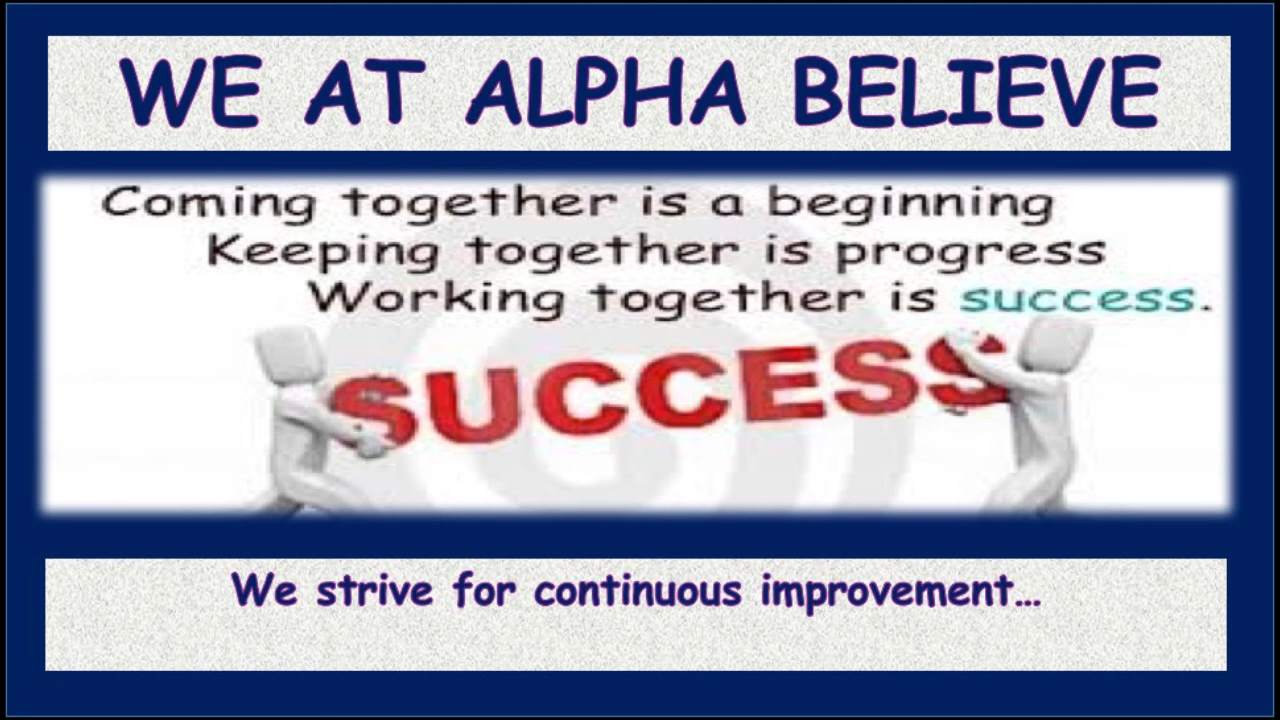 WE AT ALPHA BELIEVE
Coming together is a beginning
Keeping together is progress
Working together is success.
SUCCESS
We strive for continuous improvement...